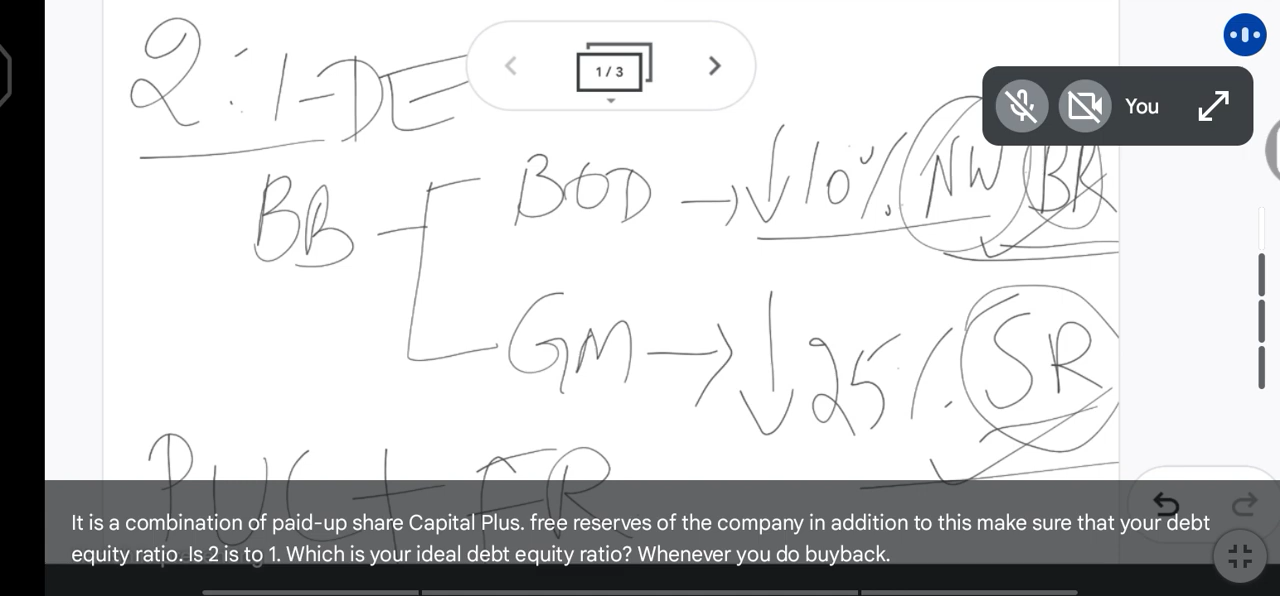 2:1-DE
1/3
You
BB
BOD → ↓10% NW BR
GM → ↓25% SR
PUC + FR
It is a combination of paid-up share Capital Plus. free reserves of the company in addition to this make sure that your debt
equity ratio. Is 2 is to 1. Which is your ideal debt equity ratio? Whenever you do buyback.